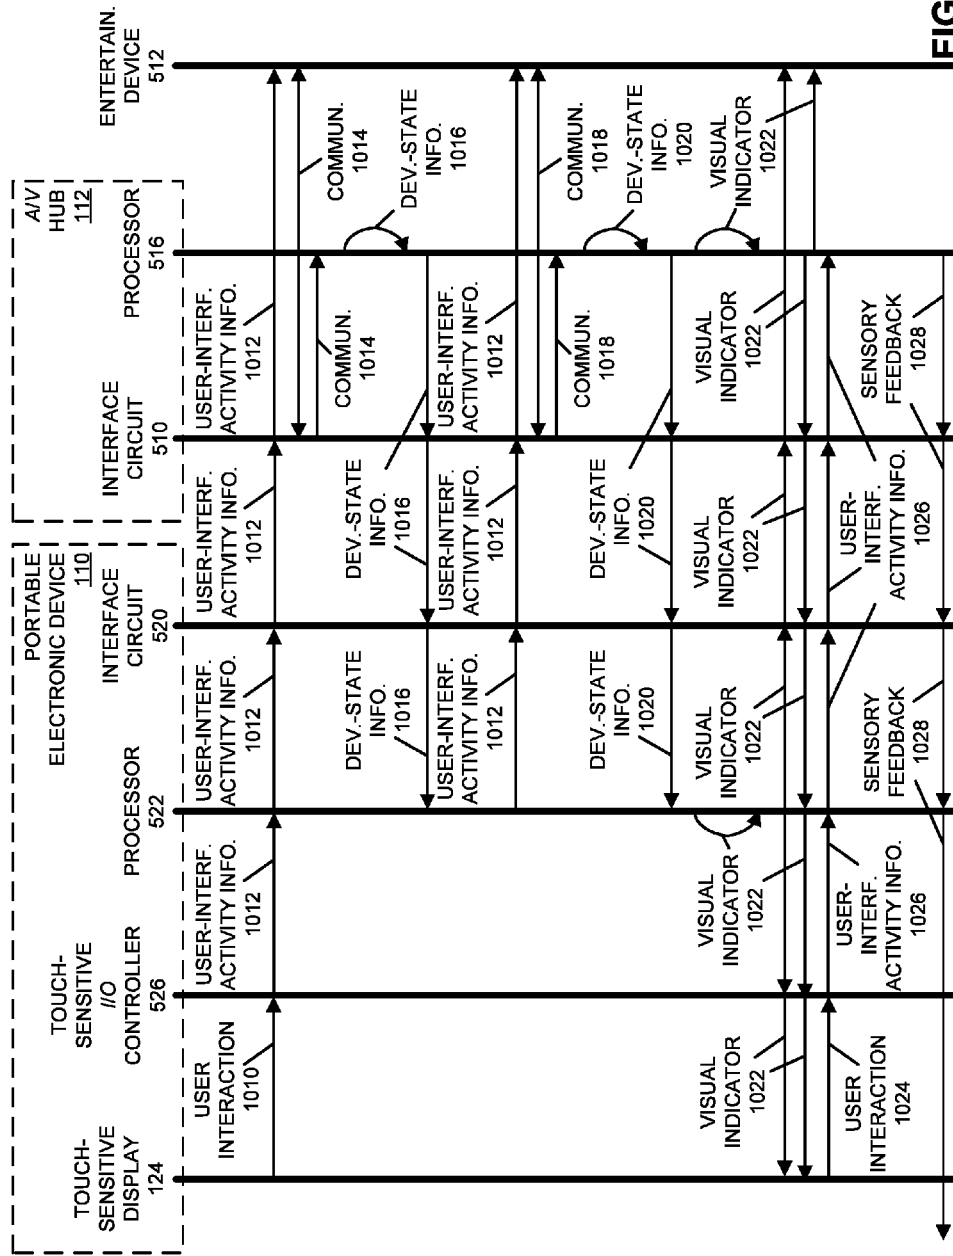 PORTABLE
ELECTRONIC DEVICE
110
A/V
HUB
112
TOUCH-
SENSITIVE
DISPLAY
124
TOUCH-
SENSITIVE
I/O
CONTROLLER
526
PROCESSOR
522
INTERFACE
CIRCUIT
520
INTERFACE
CIRCUIT
510
PROCESSOR
516
ENTERTAIN.
DEVICE
512
USER
INTERACTION
1010
USER-INTERF.
ACTIVITY INFO.
1012
USER-INTERF.
ACTIVITY INFO.
1012
USER-INTERF.
ACTIVITY INFO.
1012
USER-INTERF.
ACTIVITY INFO.
1012
COMMUN.
1014
COMMUN.
1014
DEV.-STATE
INFO.
1016
DEV.-STATE
INFO.
1016
DEV.-STATE
INFO.
1016
USER-INTERF.
ACTIVITY INFO.
1012
USER-INTERF.
ACTIVITY INFO.
1012
USER-INTERF.
ACTIVITY INFO.
1012
COMMUN.
1018
COMMUN.
1018
DEV.-STATE
INFO.
1020
DEV.-STATE
INFO.
1020
DEV.-STATE
INFO.
1020
VISUAL
INDICATOR
1022
VISUAL
INDICATOR
1022
VISUAL
INDICATOR
1022
VISUAL
INDICATOR
1022
VISUAL
INDICATOR
1022
VISUAL
INDICATOR
1022
USER
INTERACTION
1024
USER-
INTERF.
ACTIVITY INFO.
1026
USER-
INTERF.
ACTIVITY INFO.
1026
SENSORY
FEEDBACK
1028
SENSORY
FEEDBACK
1028
FIG